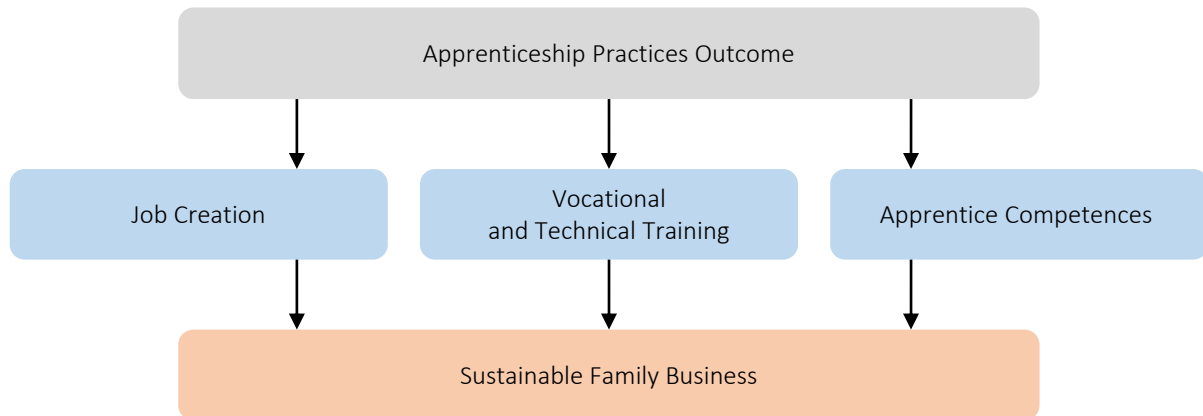 Apprenticeship Practices Outcome
Job Creation
Vocational
and Technical Training
Apprentice Competences
Sustainable Family Business